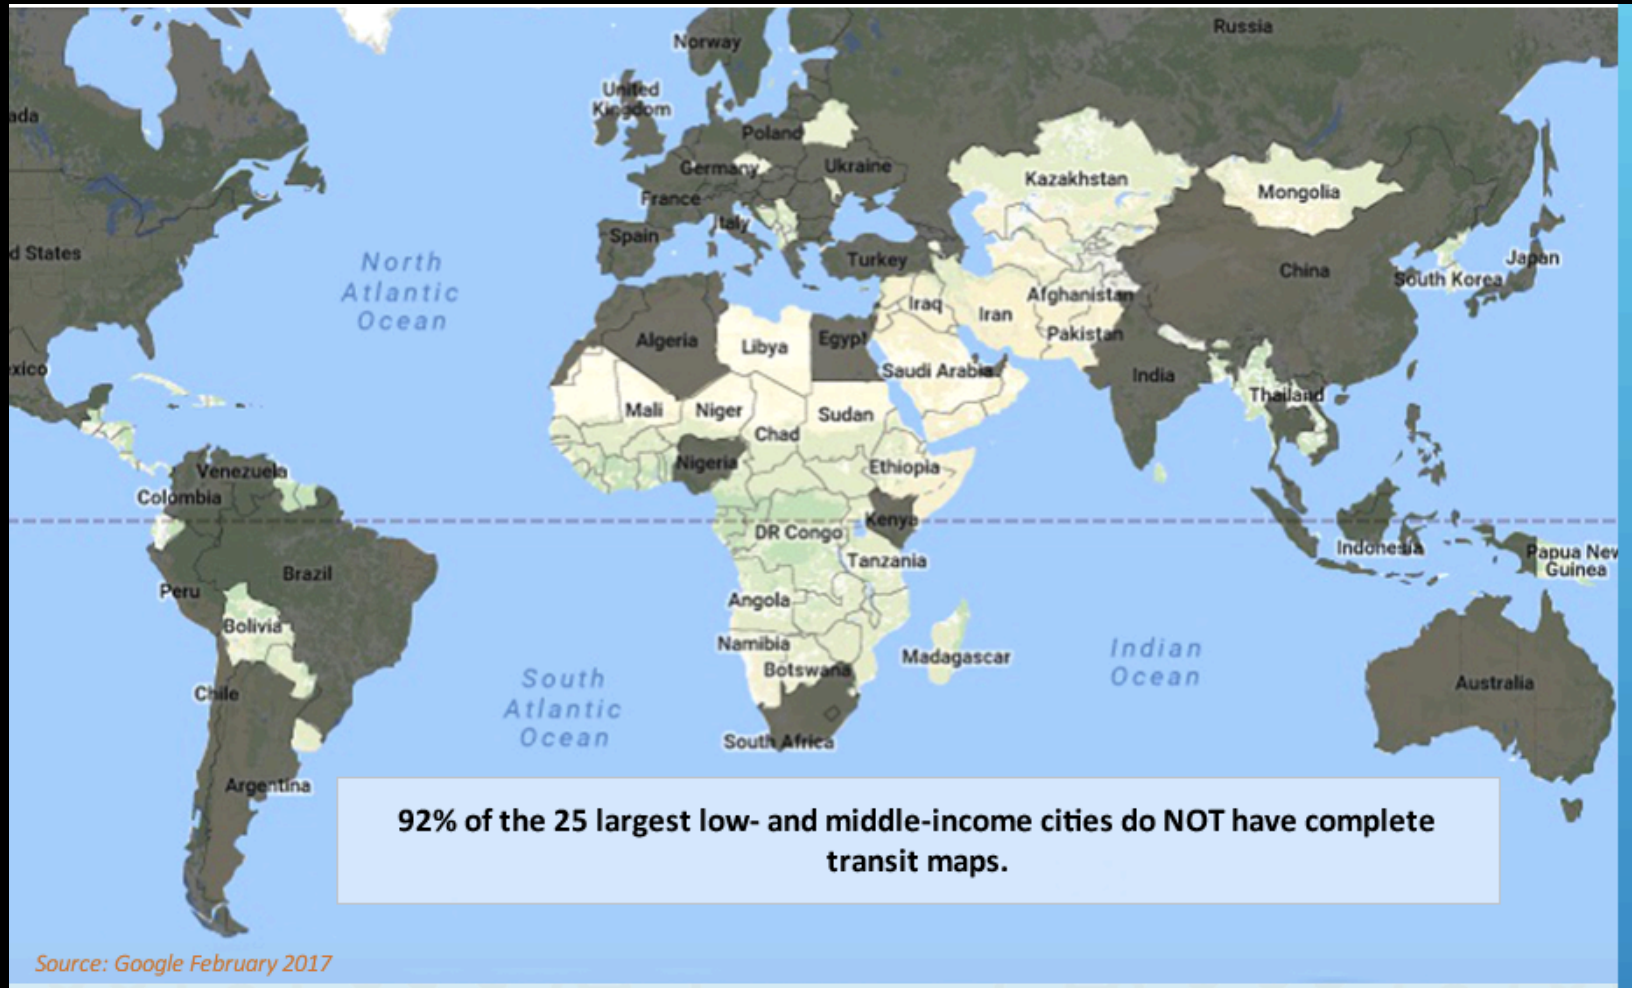 Russia
Norway
United
Kingdom
ada
Poland
Germany
Ukraine
Kazakhstan
Mongolia
France
Italy
Spain
Turkey
d States
North
Atlantic
Ocean
China
Japan
South Korea
Afghanistan
Iraq
Iran
Pakistan
Algeria
Libya
Egypt
Saudi Arabia
India
xico
Thailand
Mali
Niger
Sudan
Chad
Nigeria
Ethiopia
Venezuela
Colombia
Kenya
DR Congo
Tanzania
Indonesia
Papua New
Guinea
Brazil
Peru
Angola
Bolivia
Namibia
Botswana
Madagascar
Indian
Ocean
South
Atlantic
Ocean
Chile
Australia
South Africa
Argentina
92% of the 25 largest low- and middle-income cities do NOT have complete
transit maps.
Source: Google February 2017